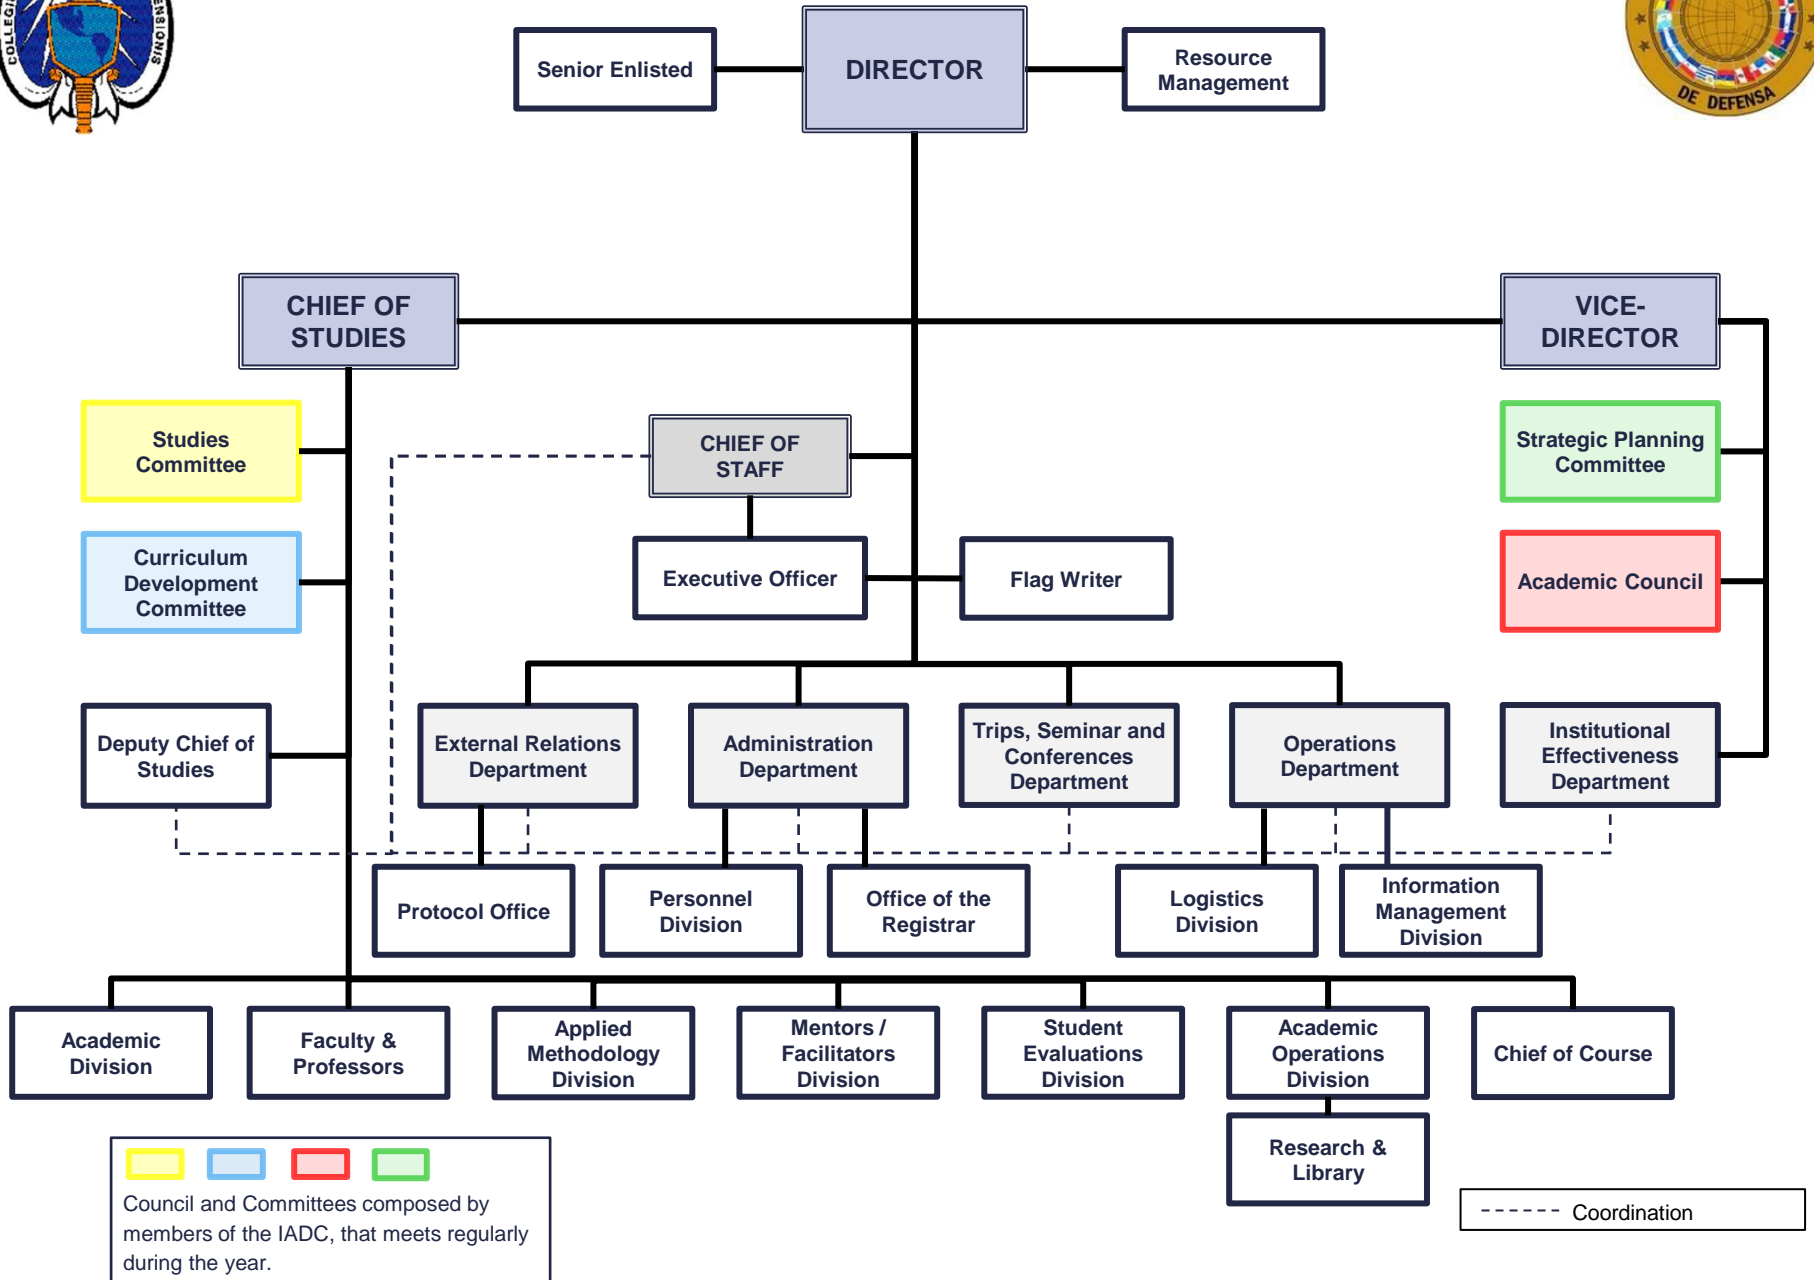 COLLEGI
ENSIONIS
DE DEFENSA
Senior Enlisted
DIRECTOR
Resource
Management
CHIEF OF
STUDIES
VICE-
DIRECTOR
Studies
Committee
CHIEF OF
STAFF
Strategic Planning
Committee
Curriculum
Development
Committee
Executive Officer
Flag Writer
Academic Council
Deputy Chief of
Studies
External Relations
Department
Administration
Department
Trips, Seminar and
Conferences
Department
Operations
Department
Institutional
Effectiveness
Department
Protocol Office
Personnel
Division
Office of the
Registrar
Logistics
Division
Information
Management
Division
Academic
Division
Faculty &
Professors
Applied
Methodology
Division
Mentors /
Facilitators
Division
Student
Evaluations
Division
Academic
Operations
Division
Chief of Course
Research &
Library
Council and Committees composed by
members of the IADC, that meets regularly
during the year.
Coordination